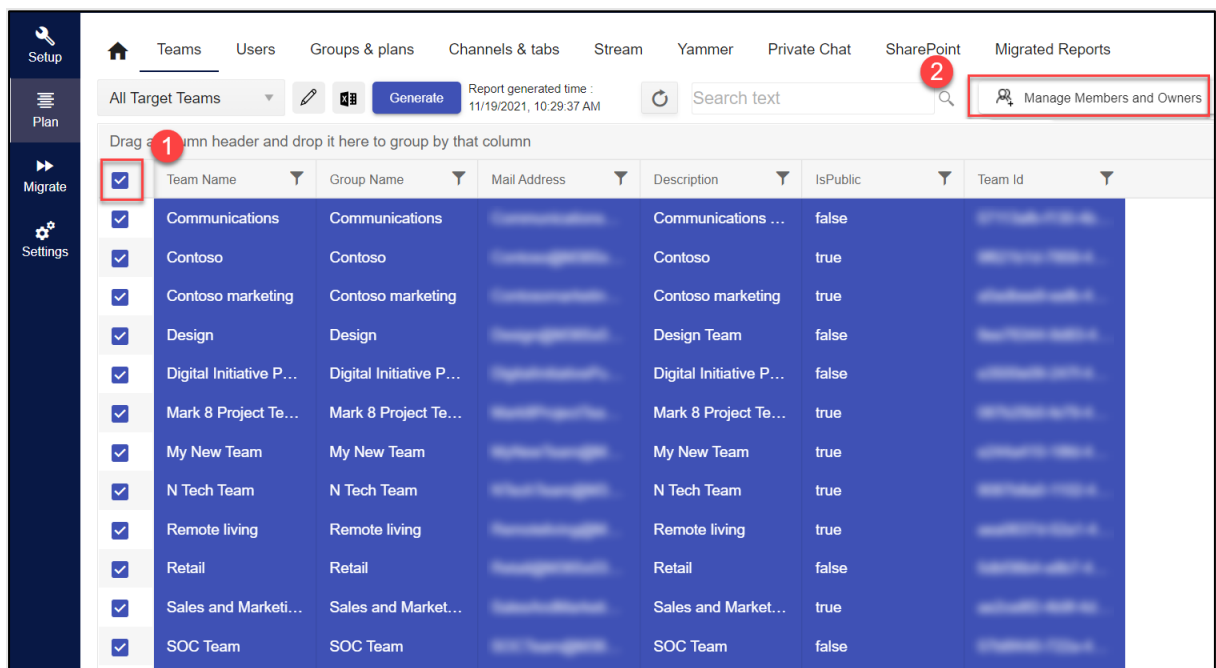 Setup
Plan
Migrate
Settings
Teams Users Groups & plans Channels & tabs Stream Yammer Private Chat SharePoint Migrated Reports
2
All Target Teams Generate Report generated time :
11/19/2021, 10:29:37 AM
Search text
Manage Members and Owners
Drag a column header and drop it here to group by that column
1
Team Name Group Name Mail Address Description IsPublic Team Id
Communications Communications Communications ... false
Contoso Contoso Contoso true
Contoso marketing Contoso marketing Contoso marketing true
Design Design Design Team false
Digital Initiative P... Digital Initiative P... Digital Initiative P... false
Mark 8 Project Te... Mark 8 Project Te... Mark 8 Project Te... true
My New Team My New Team My New Team true
N Tech Team N Tech Team N Tech Team true
Remote living Remote living Remote living true
Retail Retail Retail false
Sales and Marketi... Sales and Market... Sales and Market... true
SOC Team SOC Team SOC Team false